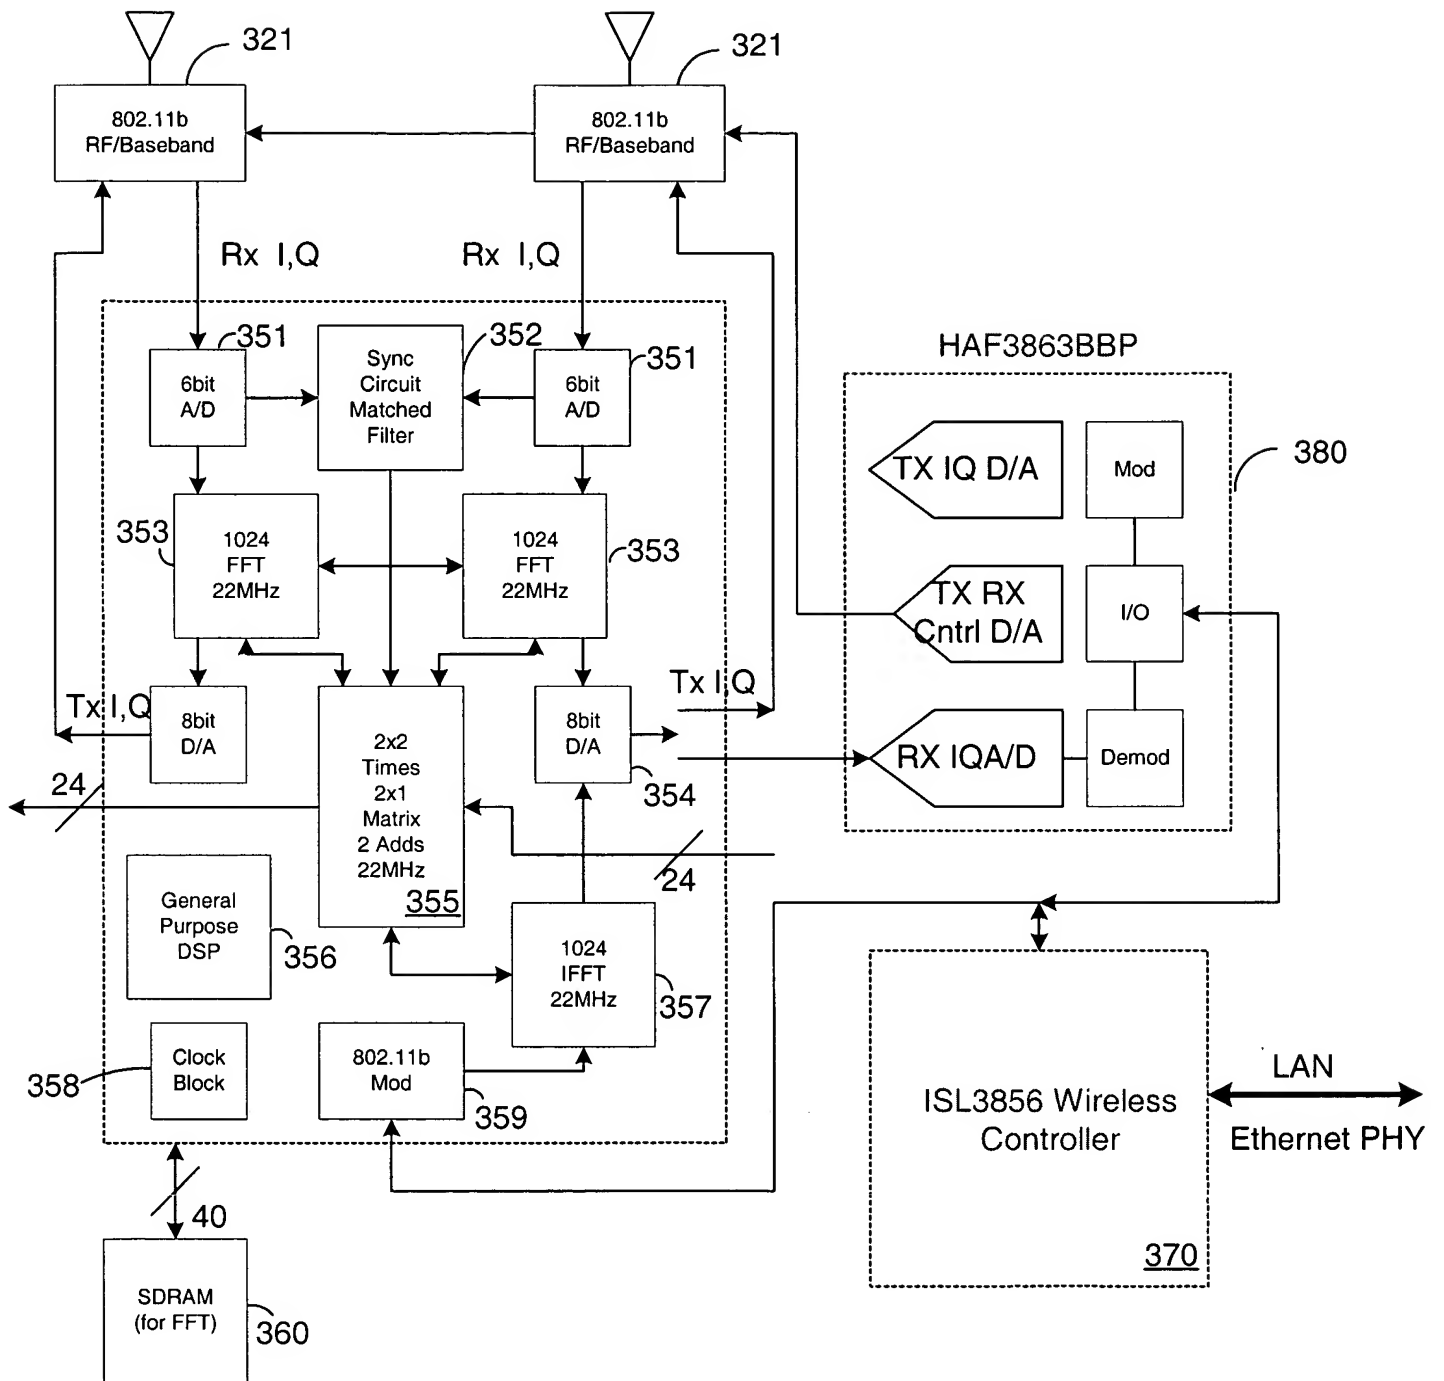 321
321
802.11b
RF/Baseband
802.11b
RF/Baseband
Rx I,Q
Rx I,Q
351
352
351
6bit
A/D
Sync
Circuit
Matched
Filter
6bit
A/D
HAF3863BBP
TX IQ D/A
Mod
380
353
1024
FFT
22MHz
1024
FFT
22MHz
353
TX RX
Cntrl D/A
I/O
Tx I,Q
8bit
D/A
2x2
Times
2x1
Matrix
2 Adds
22MHz
355
8bit
D/A
354
Tx I,Q
RX IQA/D
Demod
24
24
General
Purpose
DSP
356
1024
IFFT
22MHz
357
358
Clock
Block
802.11b
Mod
359
ISL3856 Wireless
Controller
370
LAN
Ethernet PHY
40
SDRAM
(for FFT)
360